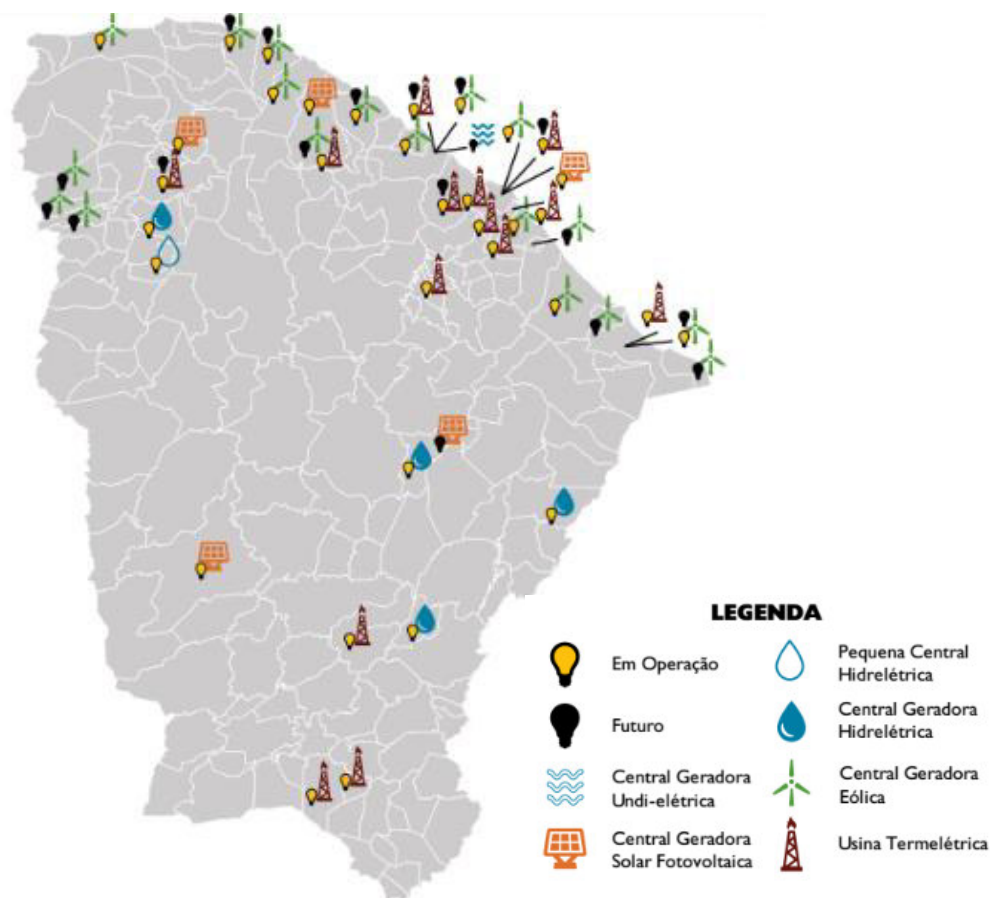 LEGENDA
Em Operação
Pequena Central
Hidrelétrica
Futuro
Central Geradora
Hidrelétrica
Central Geradora
Undi-elétrica
Central Geradora
Eólica
Central Geradora
Solar Fotovoltaica
Usina Termelétrica